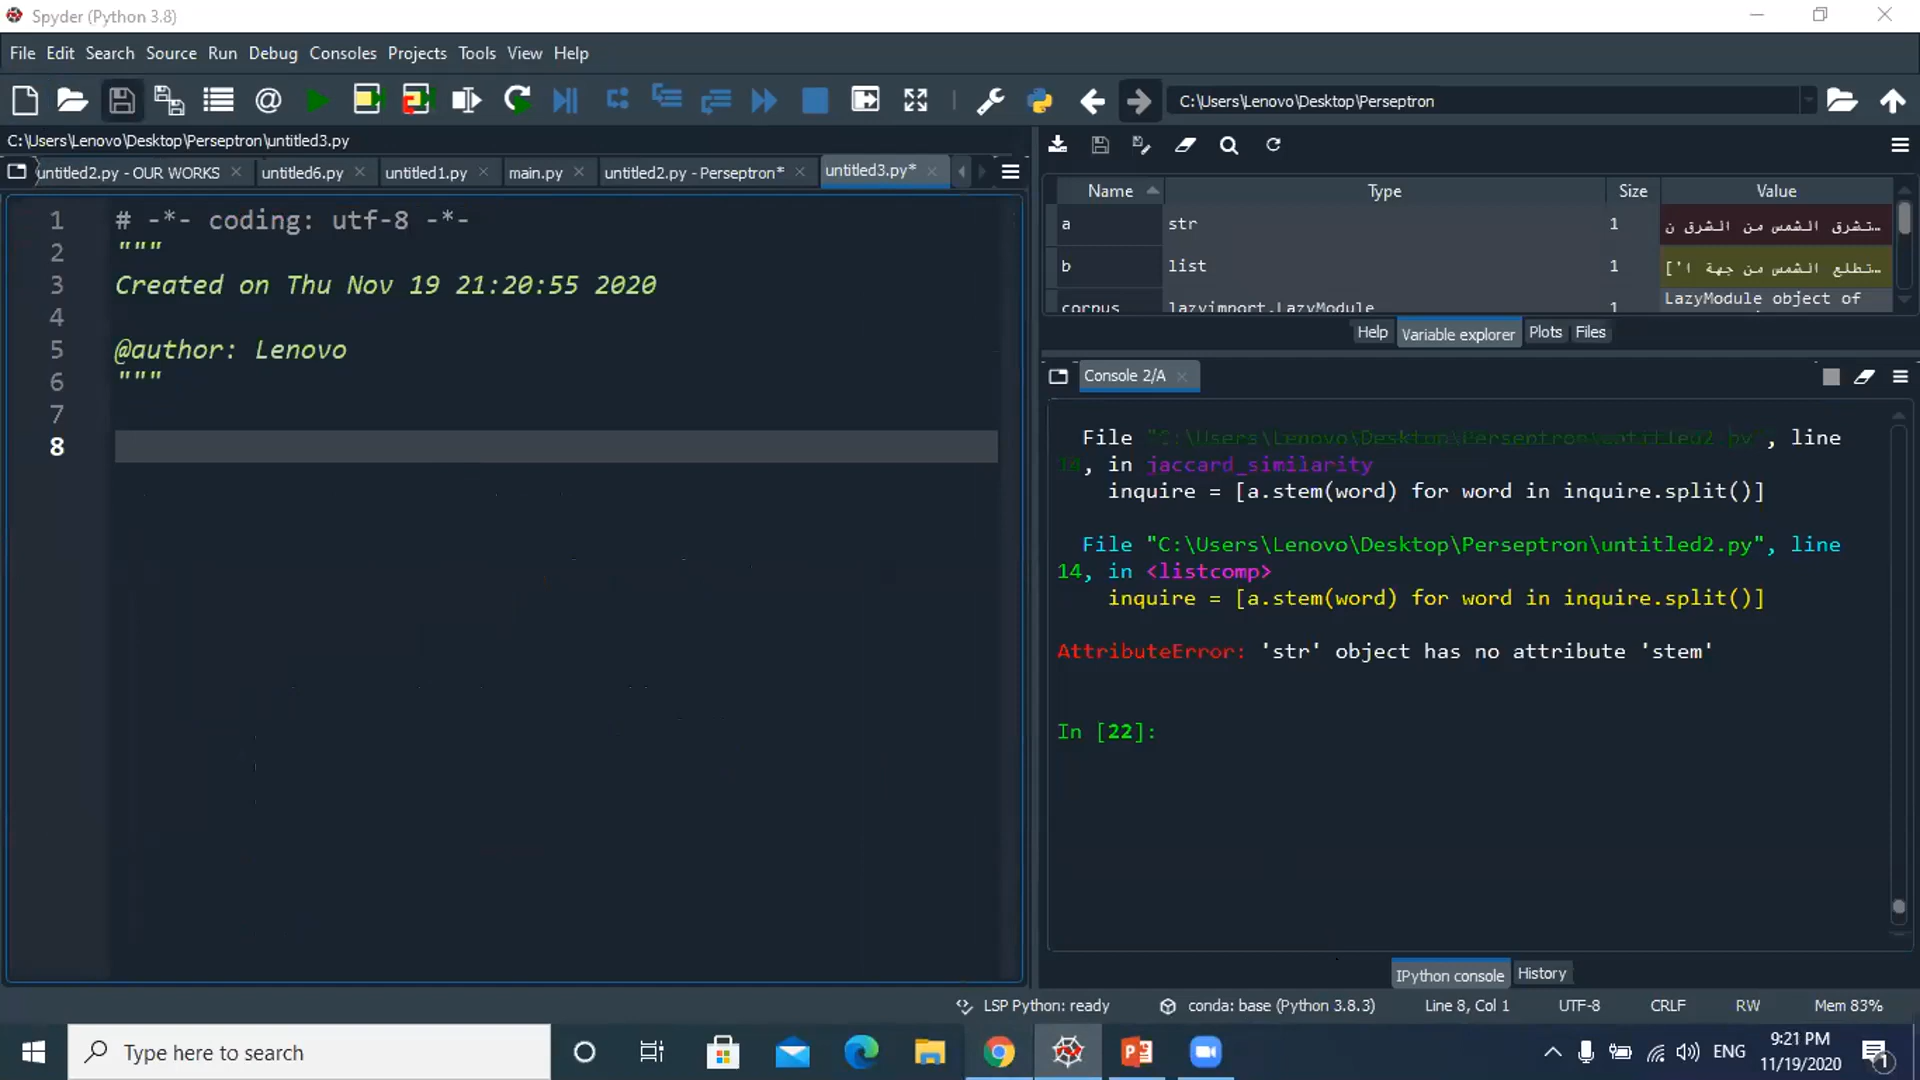 Spyder (Python 3.8)
File Edit Search Source Run Debug Consoles Projects Tools View Help
C:\Users\Lenovo\Desktop\Perseptron
C:\Users\Lenovo\Desktop\Perseptron\untitled3.py
untitled2.py - OUR WORKS untitled6.py untitled1.py main.py untitled2.py - Perseptron* untitled3.py*
1 # -*- coding: utf-8 -*-
2 """
3 Created on Thu Nov 19 21:20:55 2020
4
5 @author: Lenovo
6 """
7
8
Name Type Size Value
a str 1 تشرق الشمس من الشرق ن...
b list 1 ['تطلع الشمس من جهة ا...
corpus lazyimport.LazyModule 1 LazyModule object of
Help Variable explorer Plots Files
Console 2/A
File "C:\Users\Lenovo\Desktop\Perseptron\untitled2.py", line
14, in jaccard_similarity
inquire = [a.stem(word) for word in inquire.split()]
File "C:\Users\Lenovo\Desktop\Perseptron\untitled2.py", line
14, in <listcomp>
inquire = [a.stem(word) for word in inquire.split()]
AttributeError: 'str' object has no attribute 'stem'
In [22]:
IPython console History
LSP Python: ready conda: base (Python 3.8.3) Line 8, Col 1 UTF-8 CRLF RW Mem 83%
Type here to search
ENG
9:21 PM
11/19/2020
1